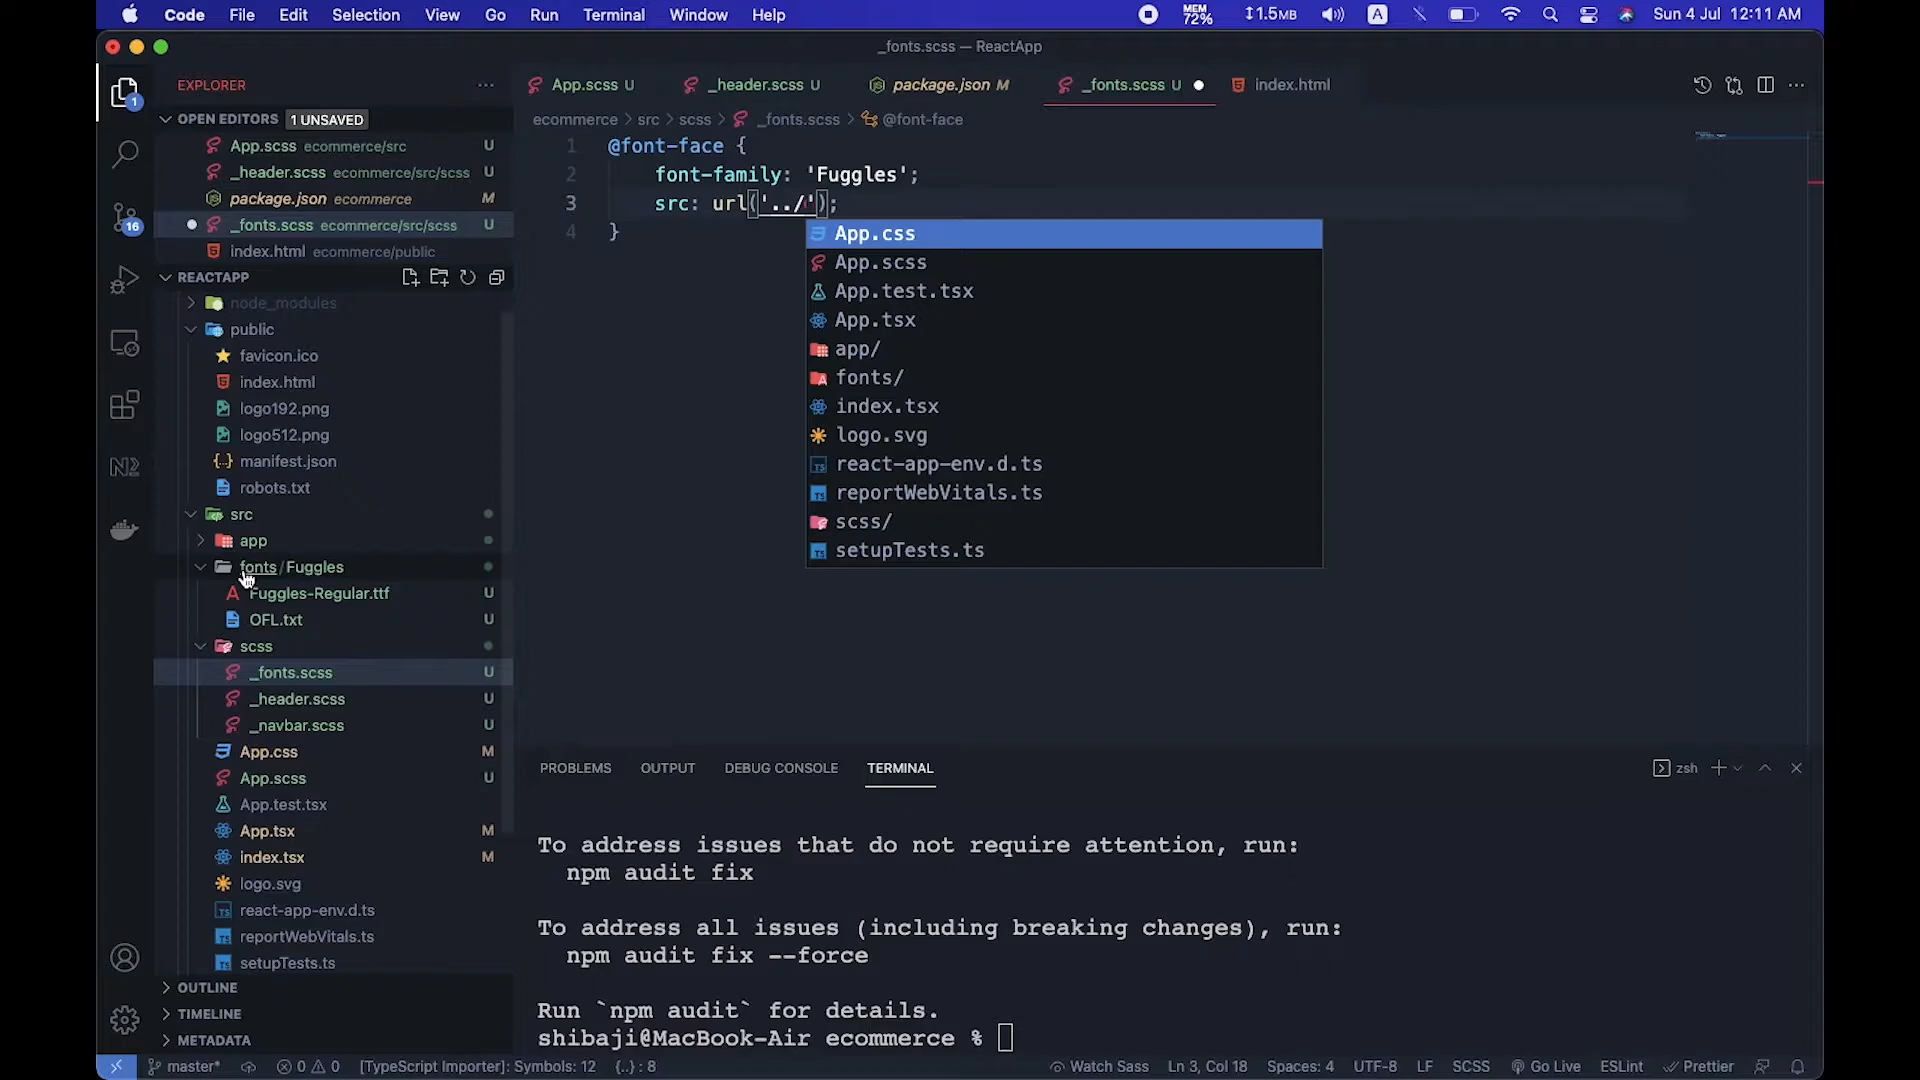 Code File Edit Selection View Go Run Terminal Window Help MEM 72% 1.5MB A Sun 4 Jul 12:11 AM
_fonts.scss — ReactApp
EXPLORER
App.scss U _header.scss U package.json M _fonts.scss U index.html
OPEN EDITORS 1 UNSAVED
ecommerce > src > scss > _fonts.scss > @font-face
App.scss ecommerce/src U
_header.scss ecommerce/src/scss U
package.json ecommerce M
_fonts.scss ecommerce/src/scss U
index.html ecommerce/public
1 @font-face {
2 font-family: 'Fuggles';
3 src: url('../');
4 }
App.css
App.scss
App.test.tsx
App.tsx
app/
fonts/
index.tsx
logo.svg
react-app-env.d.ts
reportWebVitals.ts
scss/
setupTests.ts
1
16
REACTAPP
node_modules
public
favicon.ico
index.html
logo192.png
logo512.png
manifest.json
robots.txt
src
app
fonts / Fuggles
Fuggles-Regular.ttf U
OFL.txt U
scss
_fonts.scss U
_header.scss U
_navbar.scss U
App.css M
App.scss U
App.test.tsx
App.tsx M
index.tsx M
logo.svg
react-app-env.d.ts
reportWebVitals.ts
setupTests.ts
OUTLINE
TIMELINE
METADATA
PROBLEMS OUTPUT DEBUG CONSOLE TERMINAL zsh
To address issues that do not require attention, run:
npm audit fix
To address all issues (including breaking changes), run:
npm audit fix --force
Run `npm audit` for details.
shibaji@MacBook-Air ecommerce %
master* 0 0 [TypeScript Importer]: Symbols: 12 {..} : 8 Watch Sass Ln 3, Col 18 Spaces: 4 UTF-8 LF SCSS Go Live ESLint Prettier